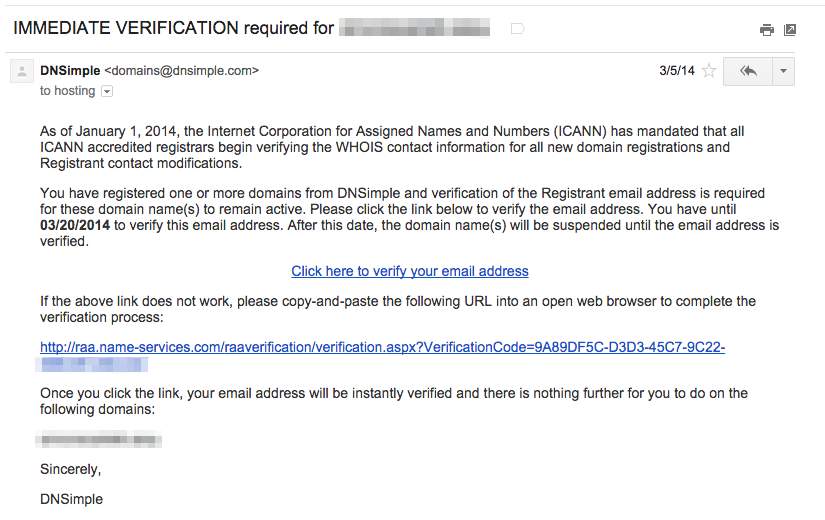 IMMEDIATE VERIFICATION required for
DNSimple <domains@dnsimple.com>
3/5/14
to hosting
As of January 1, 2014, the Internet Corporation for Assigned Names and Numbers (ICANN) has mandated that all
ICANN accredited registrars begin verifying the WHOIS contact information for all new domain registrations and
Registrant contact modifications.
You have registered one or more domains from DNSimple and verification of the Registrant email address is required
for these domain name(s) to remain active. Please click the link below to verify the email address. You have until
03/20/2014 to verify this email address. After this date, the domain name(s) will be suspended until the email address is
verified.
Click here to verify your email address
If the above link does not work, please copy-and-paste the following URL into an open web browser to complete the
verification process:
http://raa.name-services.com/raaverification/verification.aspx?VerificationCode=9A89DF5C-D3D3-45C7-9C22-
Once you click the link, your email address will be instantly verified and there is nothing further for you to do on the
following domains:
Sincerely,
DNSimple